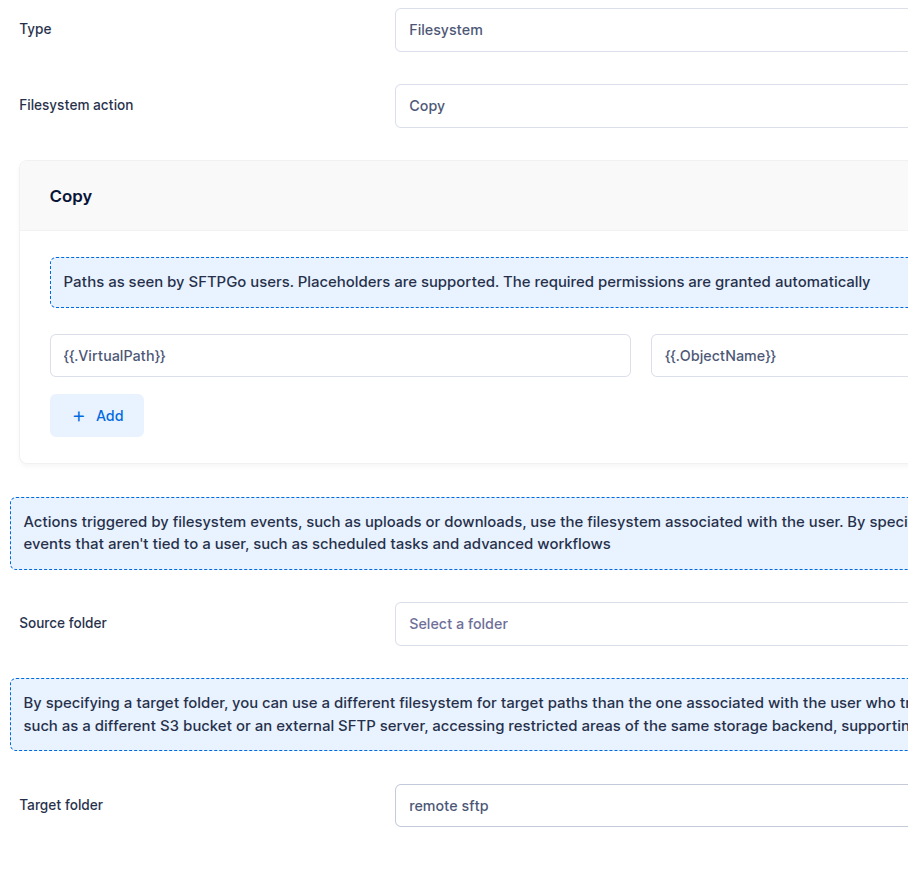 Type
Filesystem
Filesystem action
Copy
Copy
Paths as seen by SFTPGo users. Placeholders are supported. The required permissions are granted automatically
{{.VirtualPath}}
{{.ObjectName}}
+ Add
Actions triggered by filesystem events, such as uploads or downloads, use the filesystem associated with the user. By speci
events that aren't tied to a user, such as scheduled tasks and advanced workflows
Source folder
Select a folder
By specifying a target folder, you can use a different filesystem for target paths than the one associated with the user who tr
such as a different S3 bucket or an external SFTP server, accessing restricted areas of the same storage backend, supportin
Target folder
remote sftp